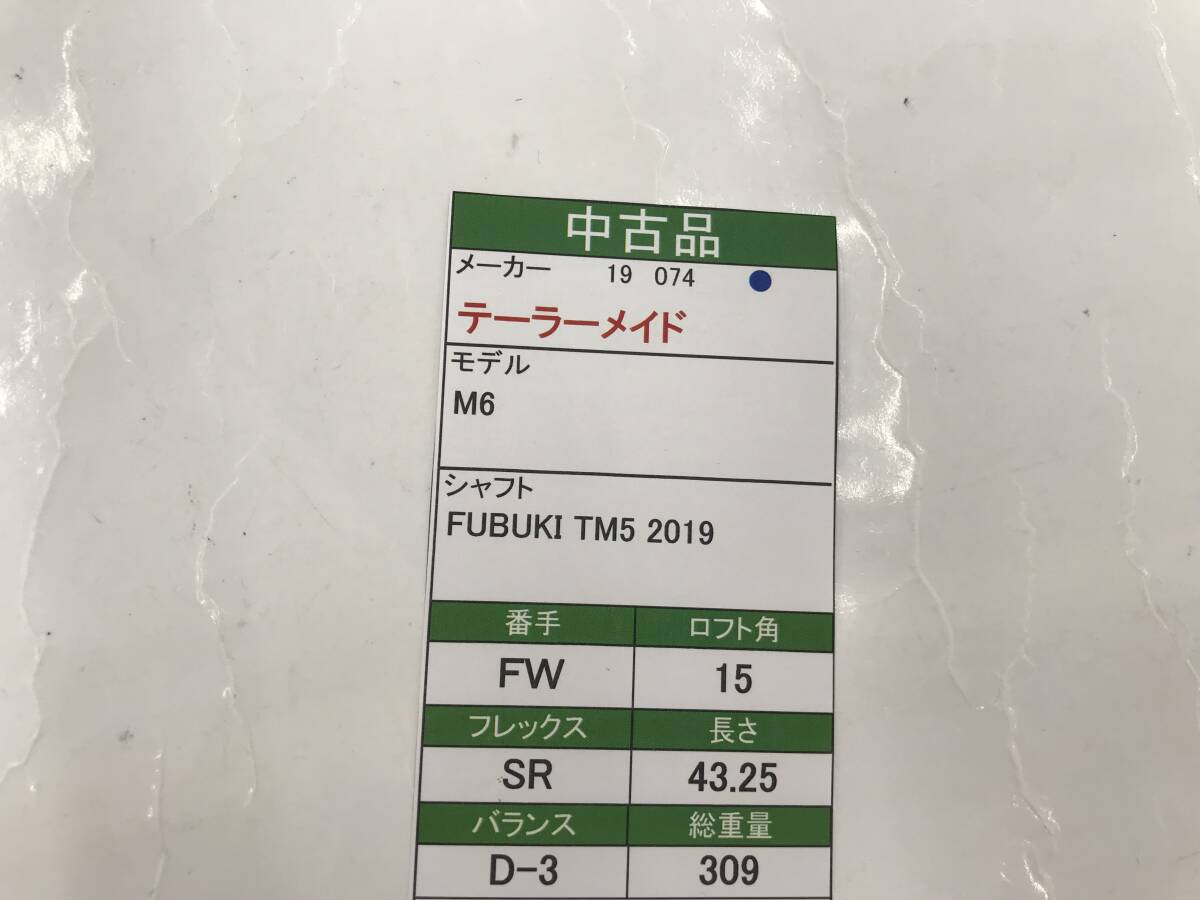 中古品
メーカー 19 074
テーラーメイド
モデル
M6
シャフト
FUBUKI TM5 2019
番手 ロフト角
FW 15
フレックス 長さ
SR 43.25
バランス 総重量
D-3 309